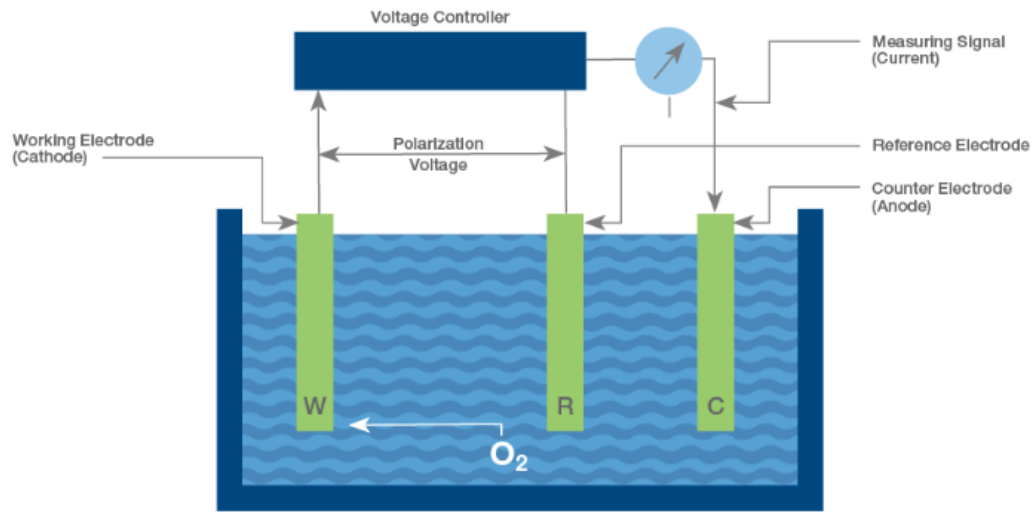 Voltage Controller
Measuring Signal
(Current)
Working Electrode
(Cathode)
Polarization
Voltage
Reference Electrode
Counter Electrode
(Anode)
W
R
C
O₂